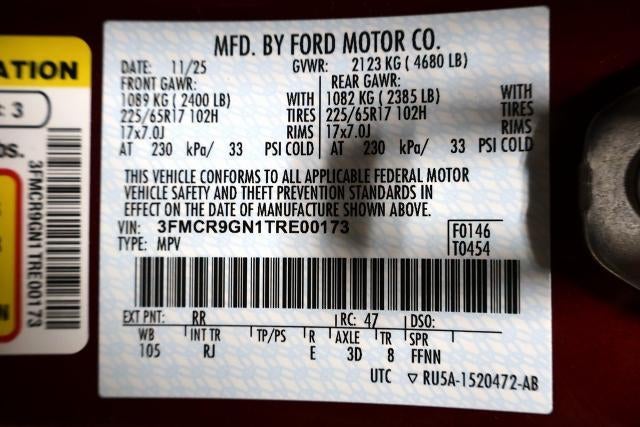 ATION
: 3
bs.
3FMCR9GN1TRE00173
MFD. BY FORD MOTOR CO.
DATE: 11/25 GVWR: 2123 KG ( 4680 LB)
FRONT GAWR: REAR GAWR:
1089 KG ( 2400 LB) WITH 1082 KG ( 2385 LB) WITH
225/65R17 102H TIRES 225/65R17 102H TIRES
17x7.0J RIMS 17x7.0J RIMS
AT 230 kPa/ 33 PSI COLD AT 230 kPa/ 33 PSI COLD
THIS VEHICLE CONFORMS TO ALL APPLICABLE FEDERAL MOTOR
VEHICLE SAFETY AND THEFT PREVENTION STANDARDS IN
EFFECT ON THE DATE OF MANUFACTURE SHOWN ABOVE.
VIN: 3FMCR9GN1TRE00173 F0146
TYPE: MPV T0454
EXT PNT: RR RC: 47 DSO:
WB INT TR TP/PS R AXLE TR SPR
105 RJ E 3D 8 FFNN
UTC ▽ RU5A-1520472-AB